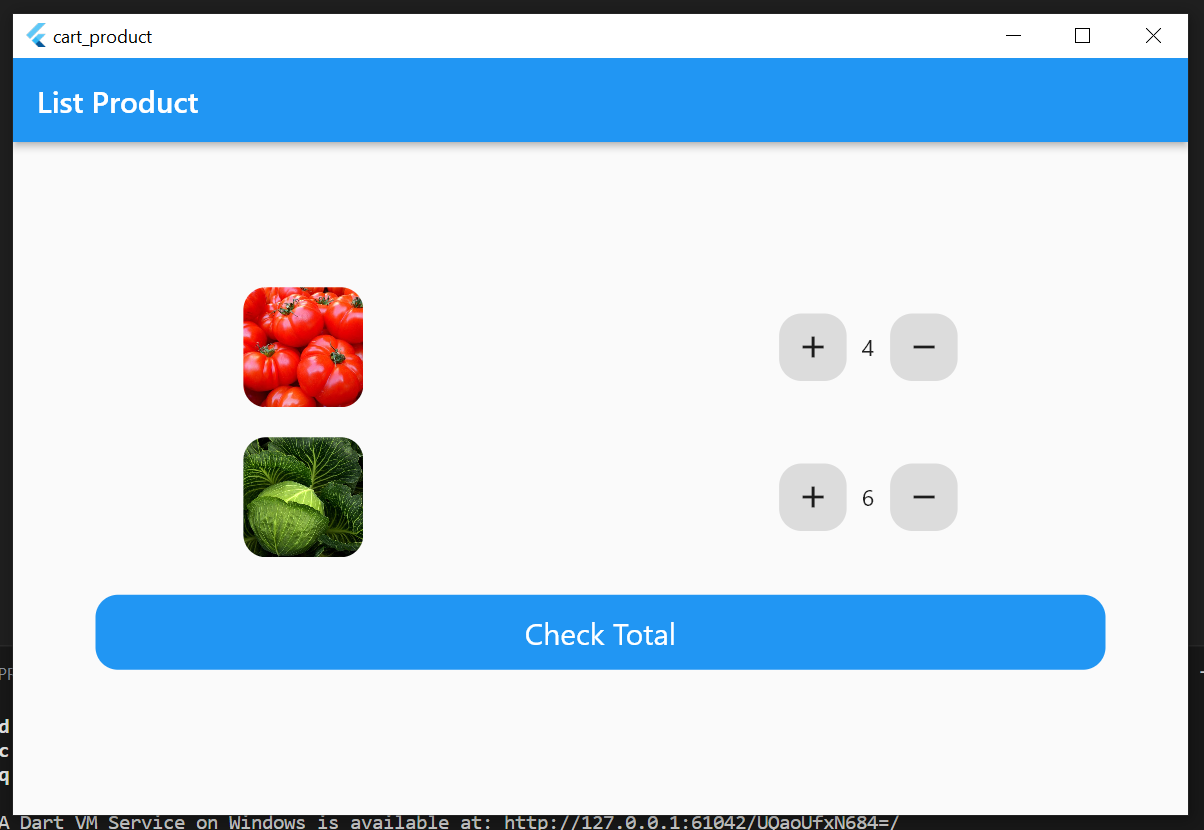 cart_product
List Product
+ 4 −
+ 6 −
Check Total
d
c
q
A Dart VM Service on Windows is available at: http://127.0.0.1:61042/UQaoUfxN684=/